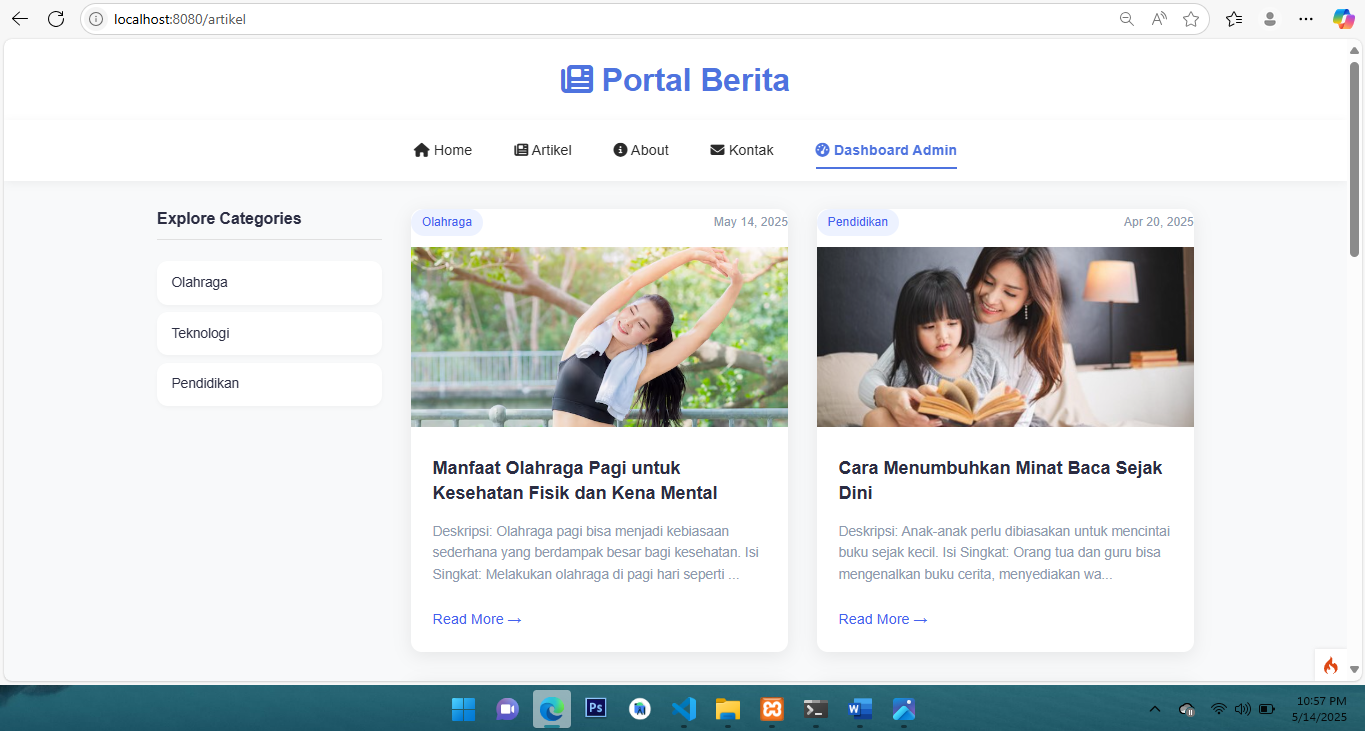 localhost:8080/artikel
Portal Berita
Home Artikel About Kontak Dashboard Admin
Explore Categories
Olahraga
Teknologi
Pendidikan
Olahraga May 14, 2025
Manfaat Olahraga Pagi untuk
Kesehatan Fisik dan Kena Mental
Deskripsi: Olahraga pagi bisa menjadi kebiasaan
sederhana yang berdampak besar bagi kesehatan. Isi
Singkat: Melakukan olahraga di pagi hari seperti ...
Read More →
Pendidikan Apr 20, 2025
Cara Menumbuhkan Minat Baca Sejak
Dini
Deskripsi: Anak-anak perlu dibiasakan untuk mencintai
buku sejak kecil. Isi Singkat: Orang tua dan guru bisa
mengenalkan buku cerita, menyediakan wa...
Read More →
Ps
W
10:57 PM
5/14/2025